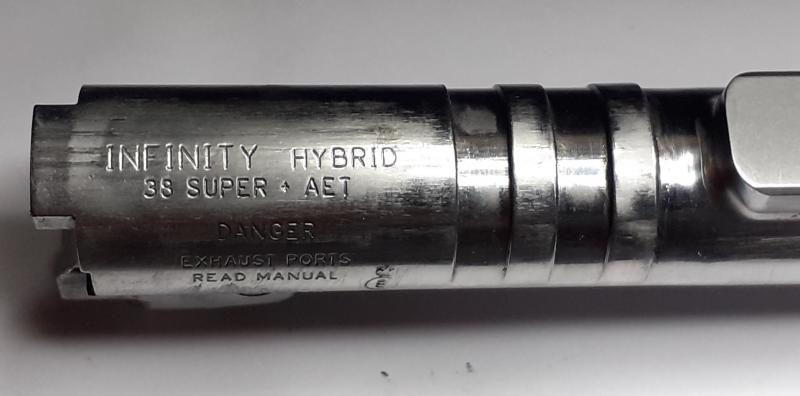 INFINITY HYBRID
38 SUPER + AET
DANGER
EXHAUST PORTS
READ MANUAL
E